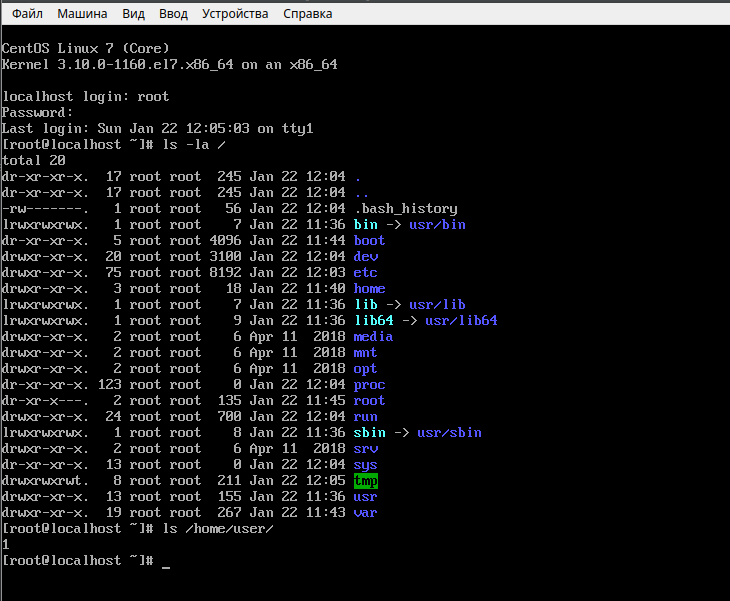 Файл Машина Вид Ввод Устройства Справка
CentOS Linux 7 (Core)
Kernel 3.10.0-1160.el7.x86_64 on an x86_64
localhost login: root
Password:
Last login: Sun Jan 22 12:05:03 on tty1
[root@localhost ~]# ls -la /
total 20
dr-xr-xr-x.  17 root root  245 Jan 22 12:04 .
dr-xr-xr-x.  17 root root  245 Jan 22 12:04 ..
-rw-------.   1 root root   56 Jan 22 12:04 .bash_history
lrwxrwxrwx.   1 root root    7 Jan 22 11:36 bin -> usr/bin
dr-xr-xr-x.   5 root root 4096 Jan 22 11:44 boot
drwxr-xr-x.  20 root root 3100 Jan 22 12:04 dev
drwxr-xr-x.  75 root root 8192 Jan 22 12:03 etc
drwxr-xr-x.   3 root root   18 Jan 22 11:40 home
lrwxrwxrwx.   1 root root    7 Jan 22 11:36 lib -> usr/lib
lrwxrwxrwx.   1 root root    9 Jan 22 11:36 lib64 -> usr/lib64
drwxr-xr-x.   2 root root    6 Apr 11  2018 media
drwxr-xr-x.   2 root root    6 Apr 11  2018 mnt
drwxr-xr-x.   2 root root    6 Apr 11  2018 opt
dr-xr-xr-x. 123 root root    0 Jan 22 12:04 proc
dr-xr-x---.   2 root root  135 Jan 22 11:45 root
drwxr-xr-x.  24 root root  700 Jan 22 12:04 run
lrwxrwxrwx.   1 root root    8 Jan 22 11:36 sbin -> usr/sbin
drwxr-xr-x.   2 root root    6 Apr 11  2018 srv
dr-xr-xr-x.  13 root root    0 Jan 22 12:04 sys
drwxrwxrwt.   8 root root  211 Jan 22 12:05 tmp
drwxr-xr-x.  13 root root  155 Jan 22 11:36 usr
drwxr-xr-x.  19 root root  267 Jan 22 11:43 var
[root@localhost ~]# ls /home/user/
1
[root@localhost ~]# _